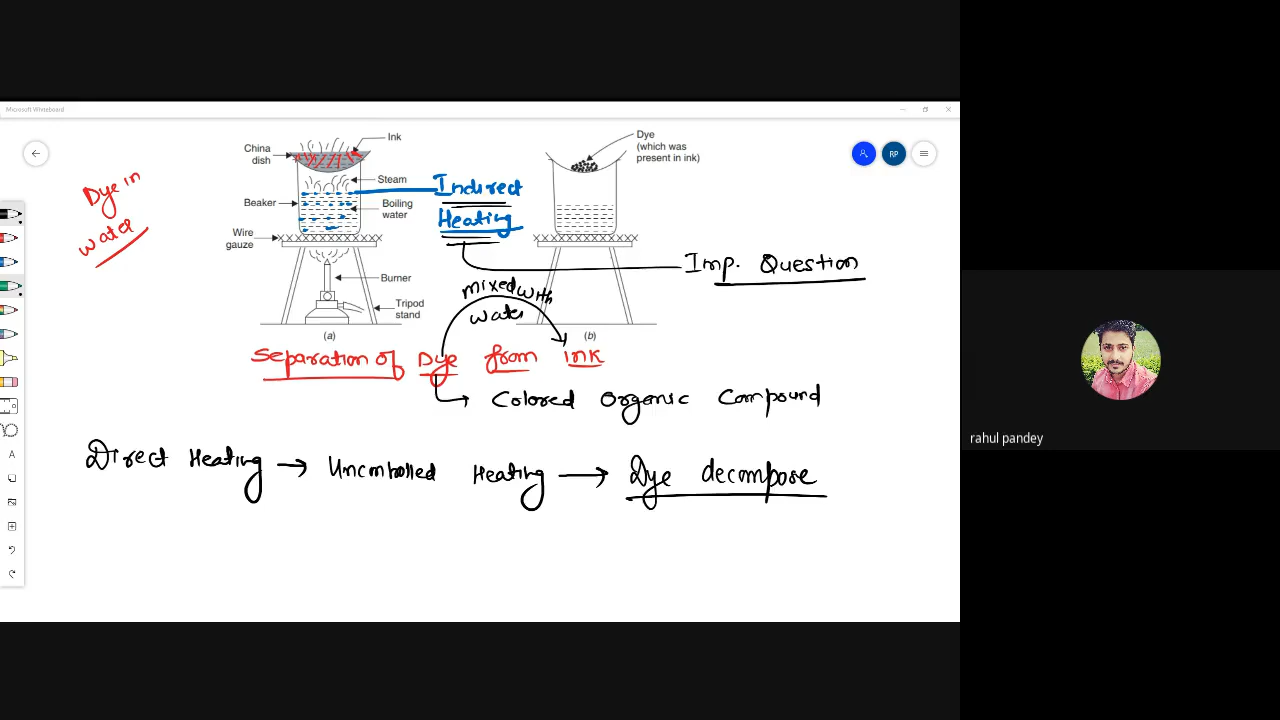 Microsoft Whiteboard
Ink
China
dish
Steam
Beaker
Boiling
water
Wire
gauze
Burner
Tripod
stand
(a)
Dye
(which was
present in ink)
(b)
RP
Dye in
water
Indirect
Heating
Imp. Question
mixed with
water
Separation of Dye from Ink
Colored Organic Compound
Direct Heating → Uncontrolled Heating → Dye decompose
A
rahul pandey